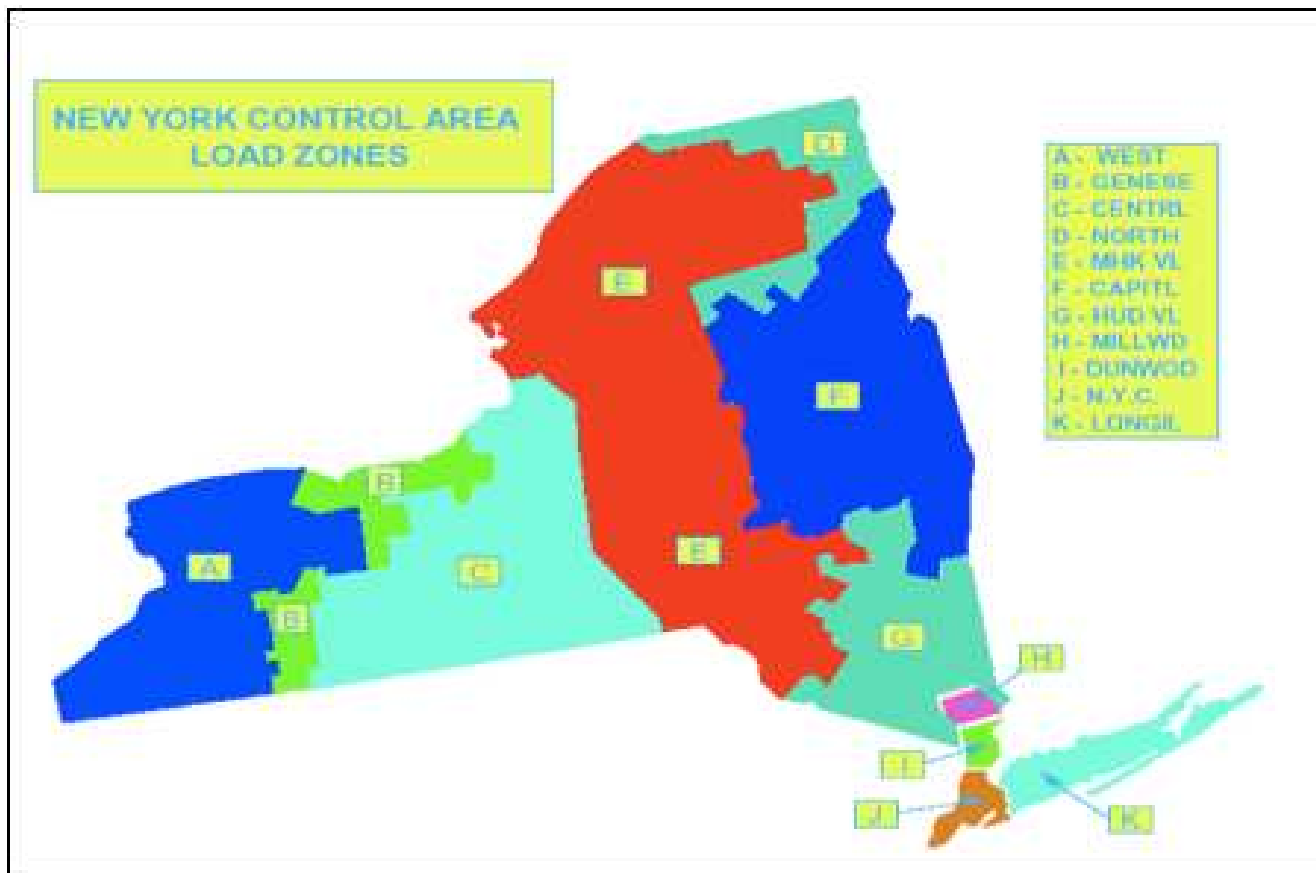 NEW YORK CONTROL AREA
LOAD ZONES
A - WEST
B - GENESE
C - CENTRL
D - NORTH
E - MHK VL
F - CAPITL
G - HUD VL
H - MILLWD
I - DUNWOD
J - N.Y.C.
K - LONGIL
D
E
F
B
A
E
C
B
G
H
I
J
K